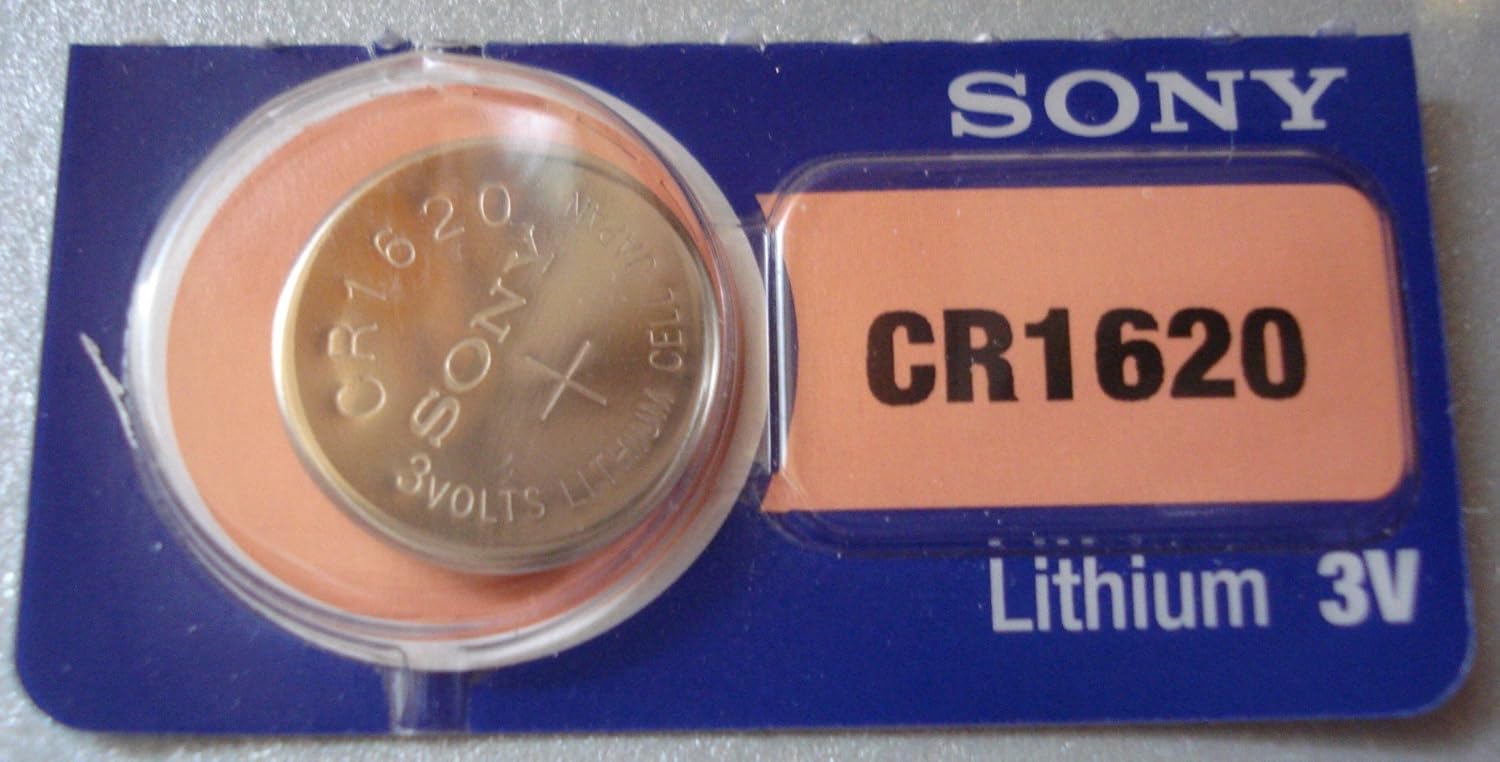 SONY
CR1620
Lithium 3V
CR1620
SONY
+
3VOLTS LITHIUM CELL JAPAN